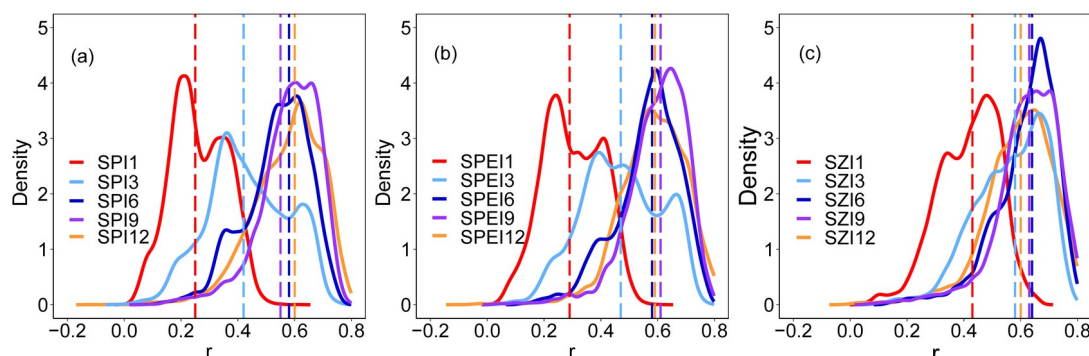 (a)
Density
5
4
3
2
1
0
SPI1
SPI3
SPI6
SPI9
SPI12
−0.2 0.0 0.2 0.4 0.6 0.8
r
(b)
Density
5
4
3
2
1
0
SPEI1
SPEI3
SPEI6
SPEI9
SPEI12
−0.2 0.0 0.2 0.4 0.6 0.8
r
(c)
Density
5
4
3
2
1
0
SZI1
SZI3
SZI6
SZI9
SZI12
−0.2 0.0 0.2 0.4 0.6 0.8
r